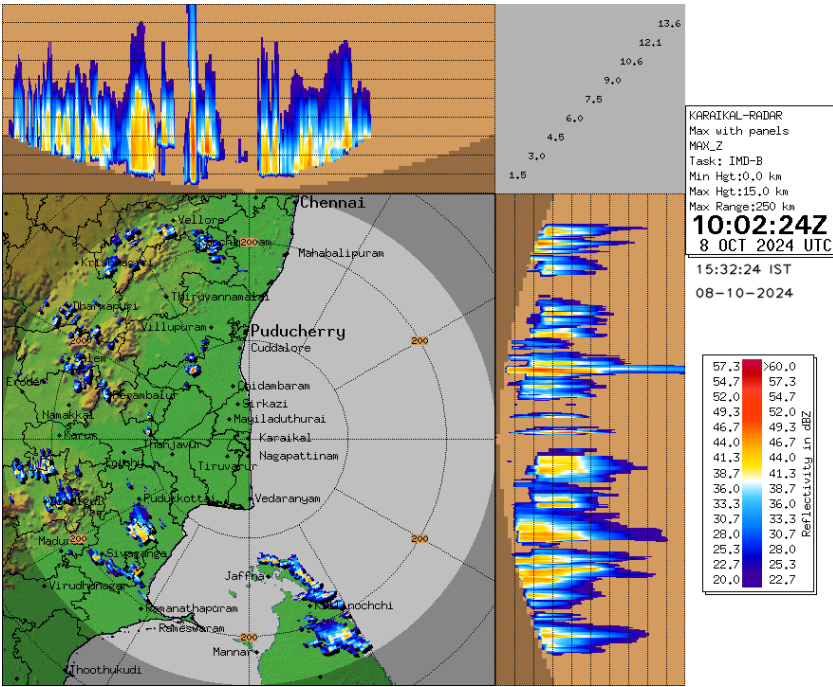 13.6
12.1
10.6
9.0
7.5
6.0
4.5
3.0
1.5
KARAIKAL-RADAR
Max with panels
MAX_Z
Task: IMD-B
Min Hgt:0.0 km
Max Hgt:15.0 km
Max Range:250 km
10:02:24Z
8 OCT 2024 UTC
15:32:24 IST
08-10-2024
Chennai
Vellore
200
Mahabalipuram
Krishnagiri
Thiruvannamalai
Dharmapuri
Villupuram
Puducherry
200
200
Cuddalore
Salem
Erode
Perambalur
Chidambaram
Sirkazi
Namakkal
Mayiladuthurai
Karur
Thanjavur
Karaikal
Nagapattinam
Tiruvarur
Pudukkottai
Vedaranyam
Madurai
200
200
Sivaganga
Jaffna
Virudhunagar
Ramanathapuram
Killinochchi
Rameswaram
200
Mannar
Thoothukudi
57.3 >60.0
54.7 57.3
52.0 54.7
49.3 52.0
46.7 49.3
44.0 46.7
41.3 44.0
38.7 41.3
36.0 38.7
33.3 36.0
30.7 33.3
28.0 30.7
25.3 28.0
22.7 25.3
20.0 22.7
Reflectivity in dBZ